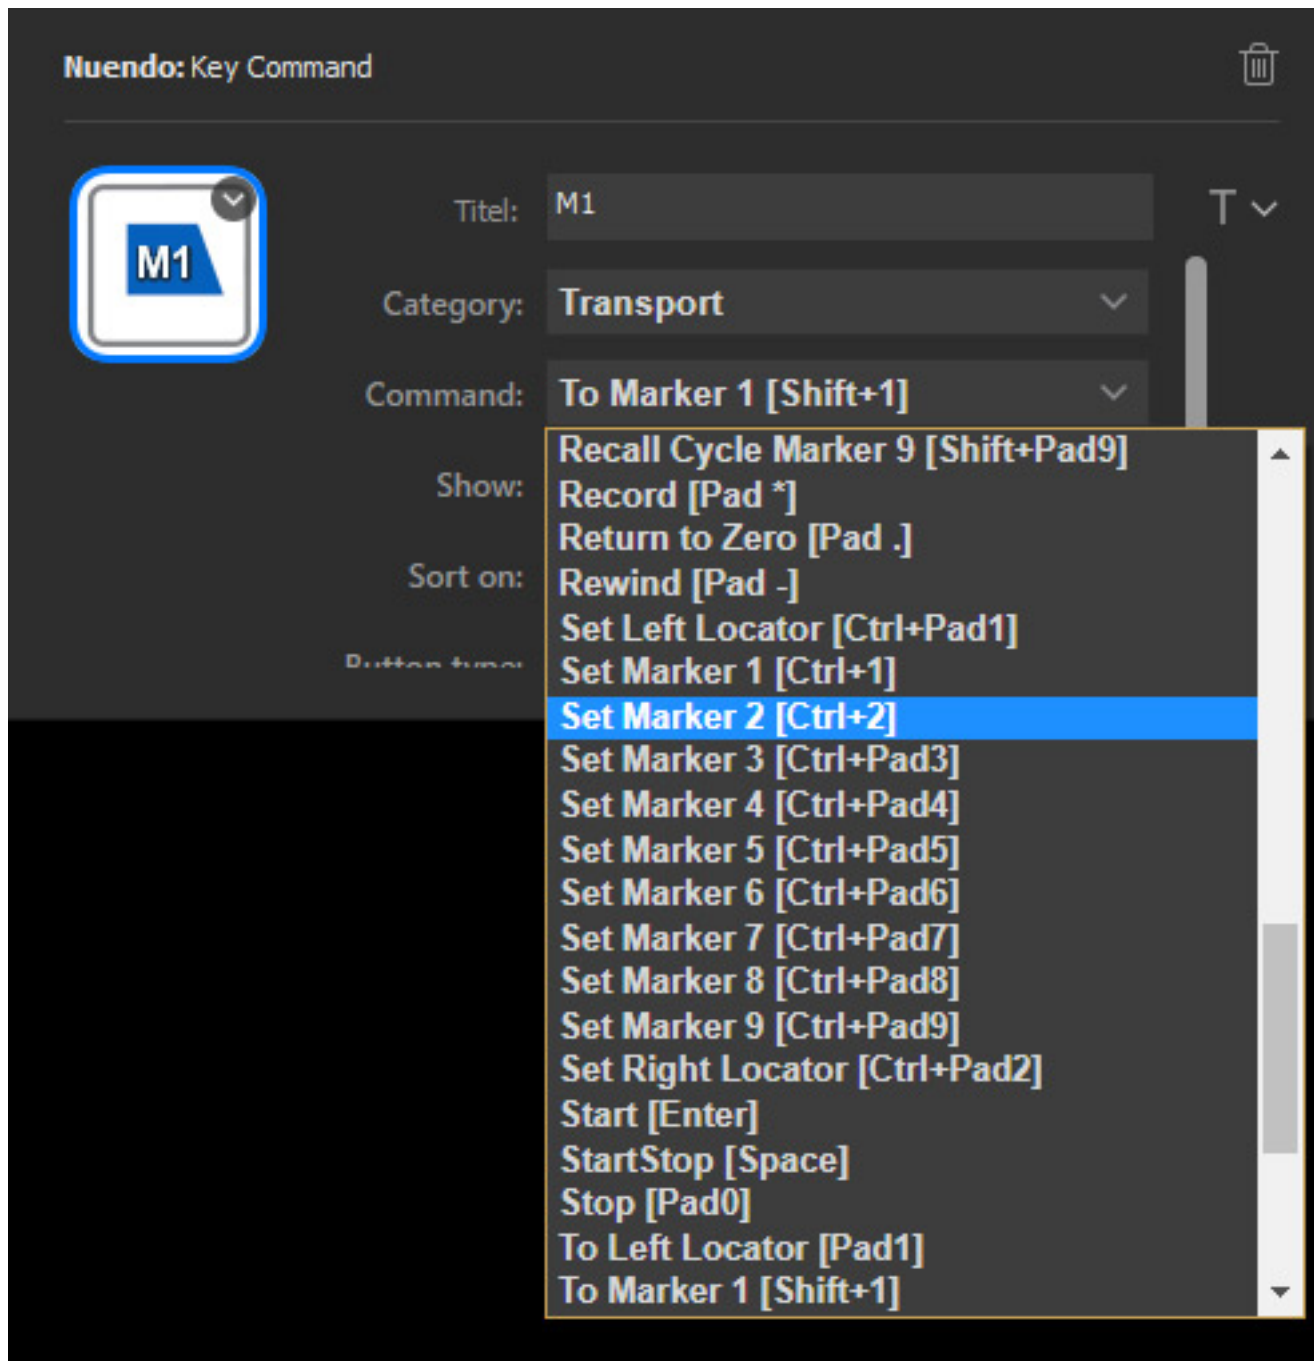 Nuendo: Key Command
M1
Titel: M1
T
Category: Transport
Command: To Marker 1 [Shift+1]
Show:
Sort on:
Button type:
Recall Cycle Marker 9 [Shift+Pad9]
Record [Pad *]
Return to Zero [Pad .]
Rewind [Pad -]
Set Left Locator [Ctrl+Pad1]
Set Marker 1 [Ctrl+1]
Set Marker 2 [Ctrl+2]
Set Marker 3 [Ctrl+Pad3]
Set Marker 4 [Ctrl+Pad4]
Set Marker 5 [Ctrl+Pad5]
Set Marker 6 [Ctrl+Pad6]
Set Marker 7 [Ctrl+Pad7]
Set Marker 8 [Ctrl+Pad8]
Set Marker 9 [Ctrl+Pad9]
Set Right Locator [Ctrl+Pad2]
Start [Enter]
StartStop [Space]
Stop [Pad0]
To Left Locator [Pad1]
To Marker 1 [Shift+1]